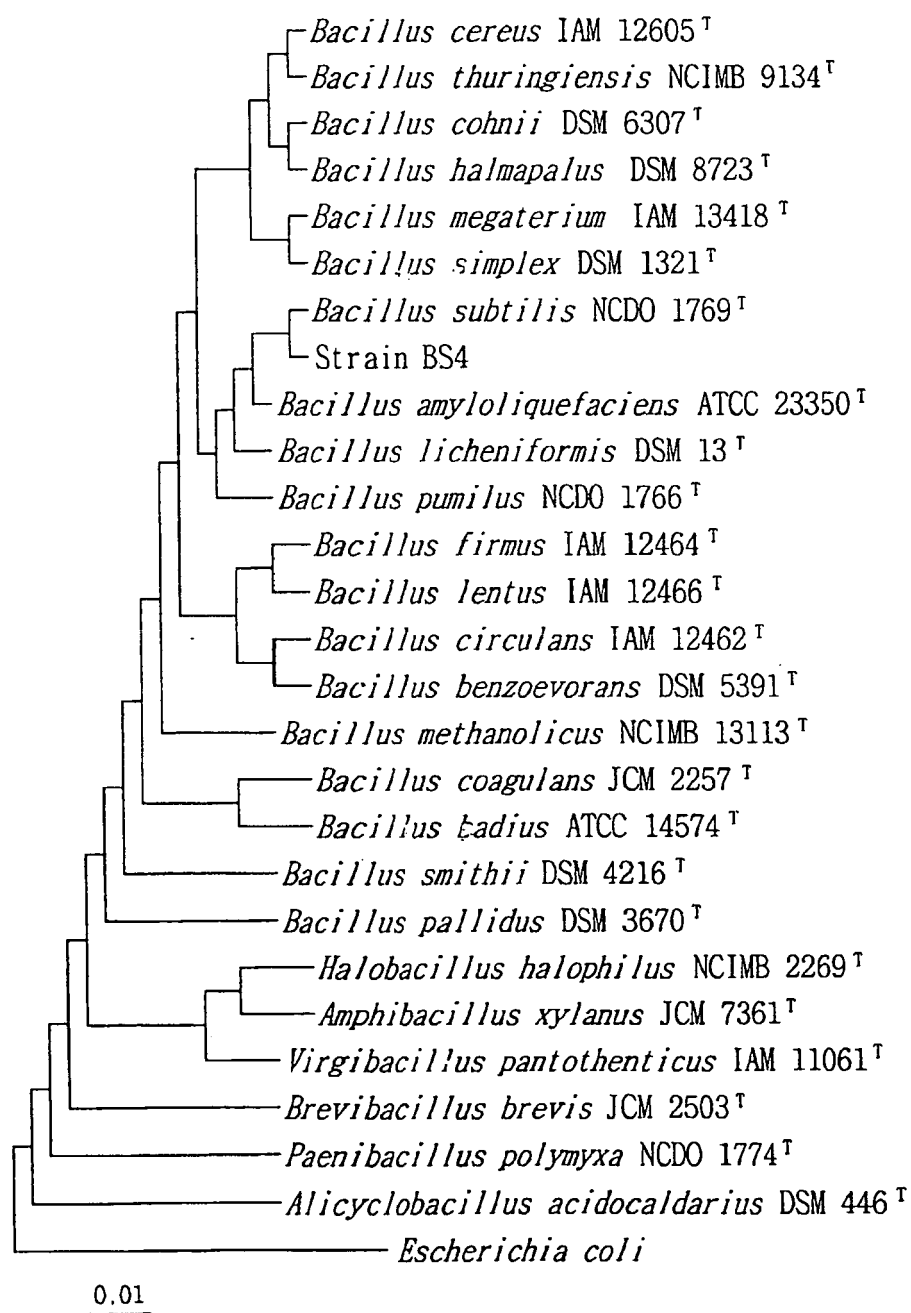 Bacillus cereus IAM 12605ᵀ
Bacillus thuringiensis NCIMB 9134ᵀ
Bacillus cohnii DSM 6307ᵀ
Bacillus halmapalus DSM 8723ᵀ
Bacillus megaterium IAM 13418ᵀ
Bacillus simplex DSM 1321ᵀ
Bacillus subtilis NCDO 1769ᵀ
Strain BS4
Bacillus amyloliquefaciens ATCC 23350ᵀ
Bacillus licheniformis DSM 13ᵀ
Bacillus pumilus NCDO 1766ᵀ
Bacillus firmus IAM 12464ᵀ
Bacillus lentus IAM 12466ᵀ
Bacillus circulans IAM 12462ᵀ
Bacillus benzoevorans DSM 5391ᵀ
Bacillus methanolicus NCIMB 13113ᵀ
Bacillus coagulans JCM 2257ᵀ
Bacillus badius ATCC 14574ᵀ
Bacillus smithii DSM 4216ᵀ
Bacillus pallidus DSM 3670ᵀ
Halobacillus halophilus NCIMB 2269ᵀ
Amphibacillus xylanus JCM 7361ᵀ
Virgibacillus pantothenticus IAM 11061ᵀ
Brevibacillus brevis JCM 2503ᵀ
Paenibacillus polymyxa NCDO 1774ᵀ
Alicyclobacillus acidocaldarius DSM 446ᵀ
Escherichia coli
0.01